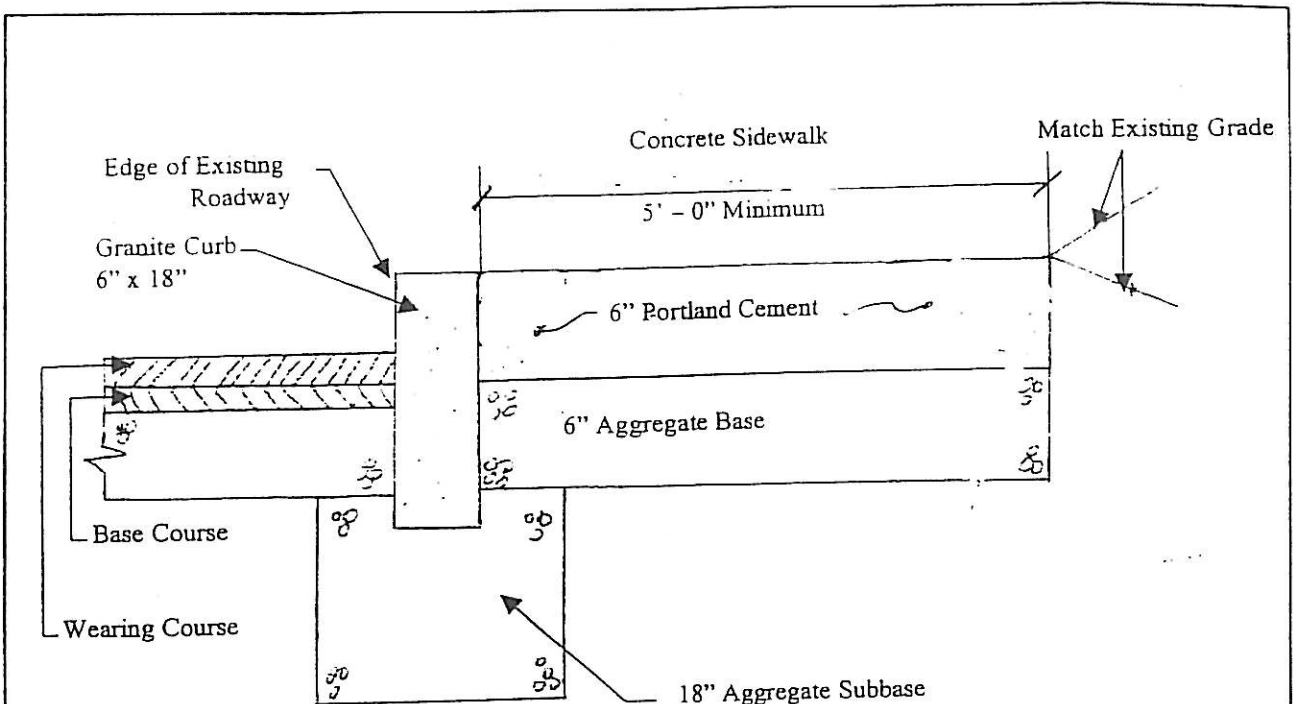 Concrete Sidewalk
Match Existing Grade
Edge of Existing
Roadway
5' – 0" Minimum
Granite Curb
6" x 18"
6" Portland Cement
6" Aggregate Base
Base Course
Wearing Course
18" Aggregate Subbase